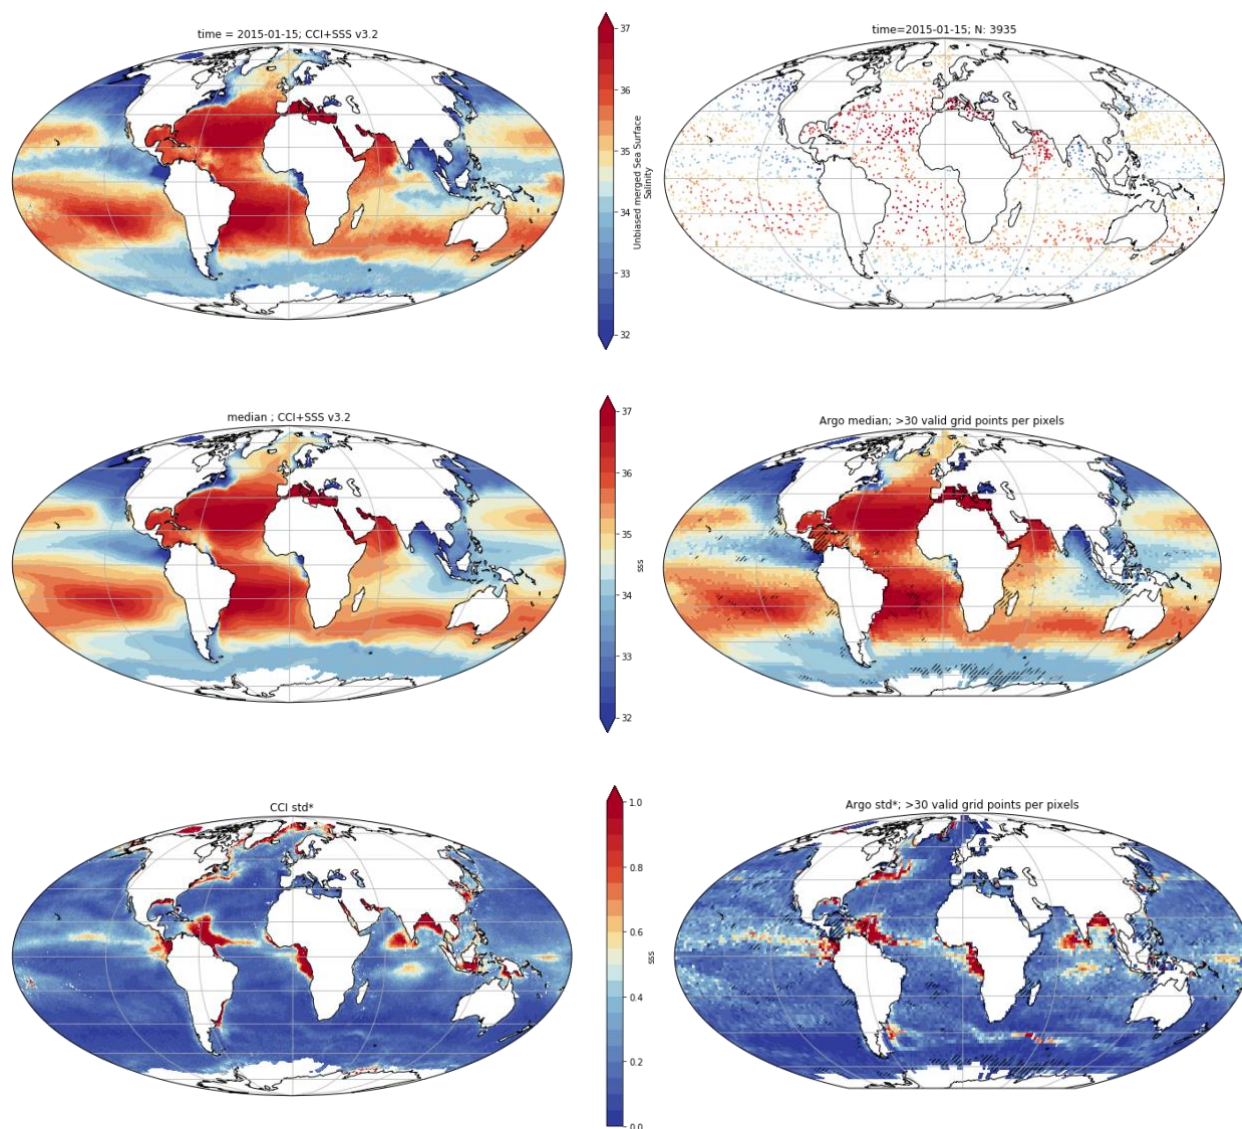 time = 2015-01-15; CCI+SSS v3.2
37
36
35
34
33
32
Unbiased merged Sea Surface
Salinity
time=2015-01-15; N: 3935
median ; CCI+SSS v3.2
37
36
35
34
33
32
sss
Argo median; >30 valid grid points per pixels
CCI std*
1.0
0.8
0.6
0.4
0.2
0.0
sss
Argo std*; >30 valid grid points per pixels